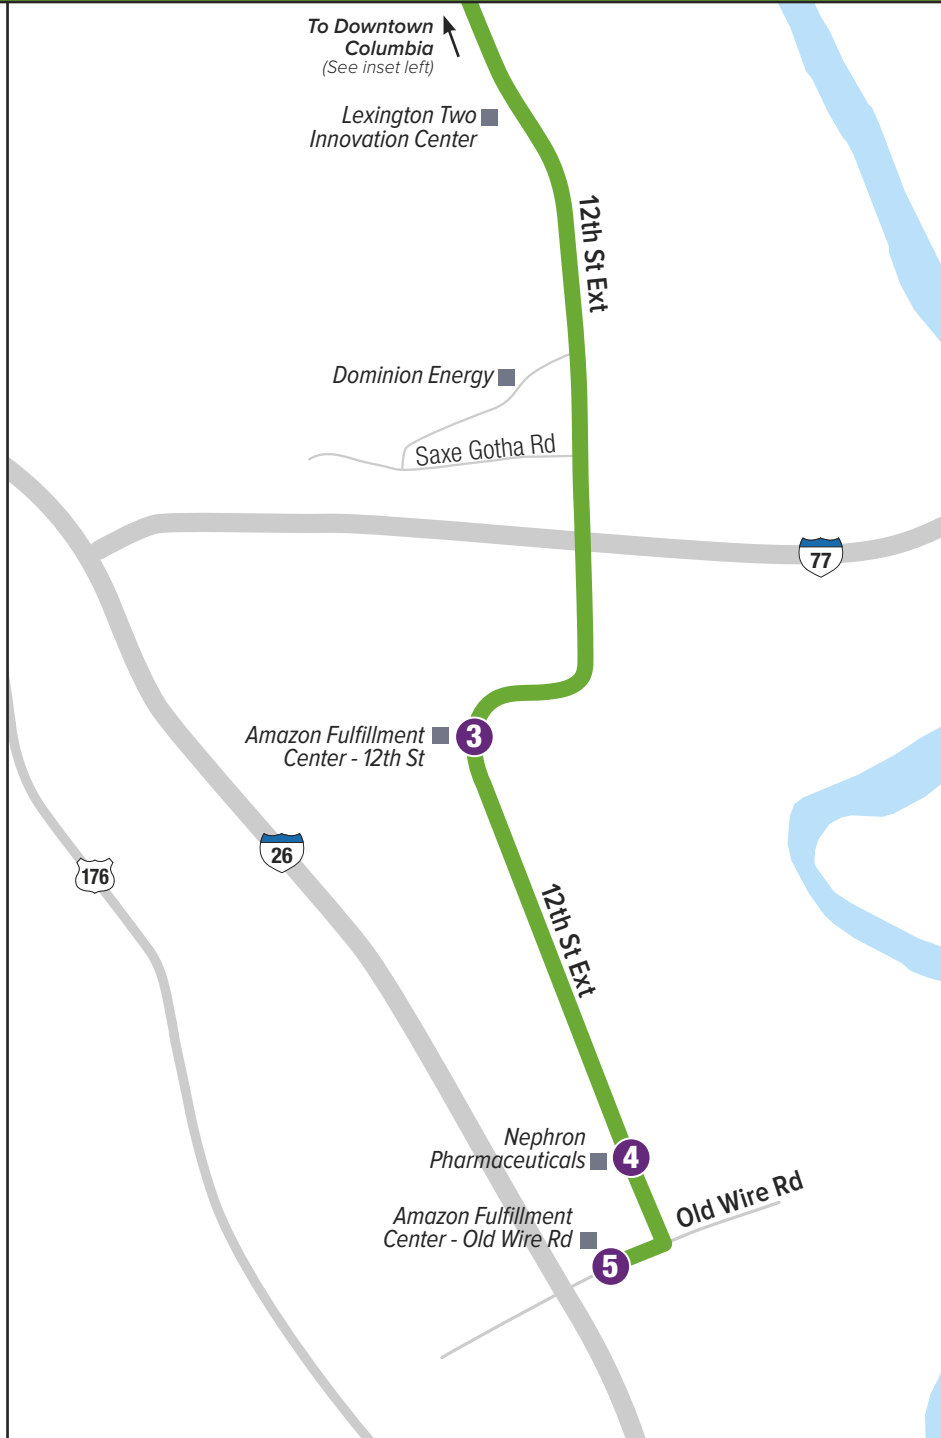 To Downtown
Columbia
(See inset left)
Lexington Two
Innovation Center
12th St Ext
Dominion Energy
Saxe Gotha Rd
77
Amazon Fulfillment
Center - 12th St
3
26
176
12th St Ext
Nephron
Pharmaceuticals
4
Old Wire Rd
Amazon Fulfillment
Center - Old Wire Rd
5